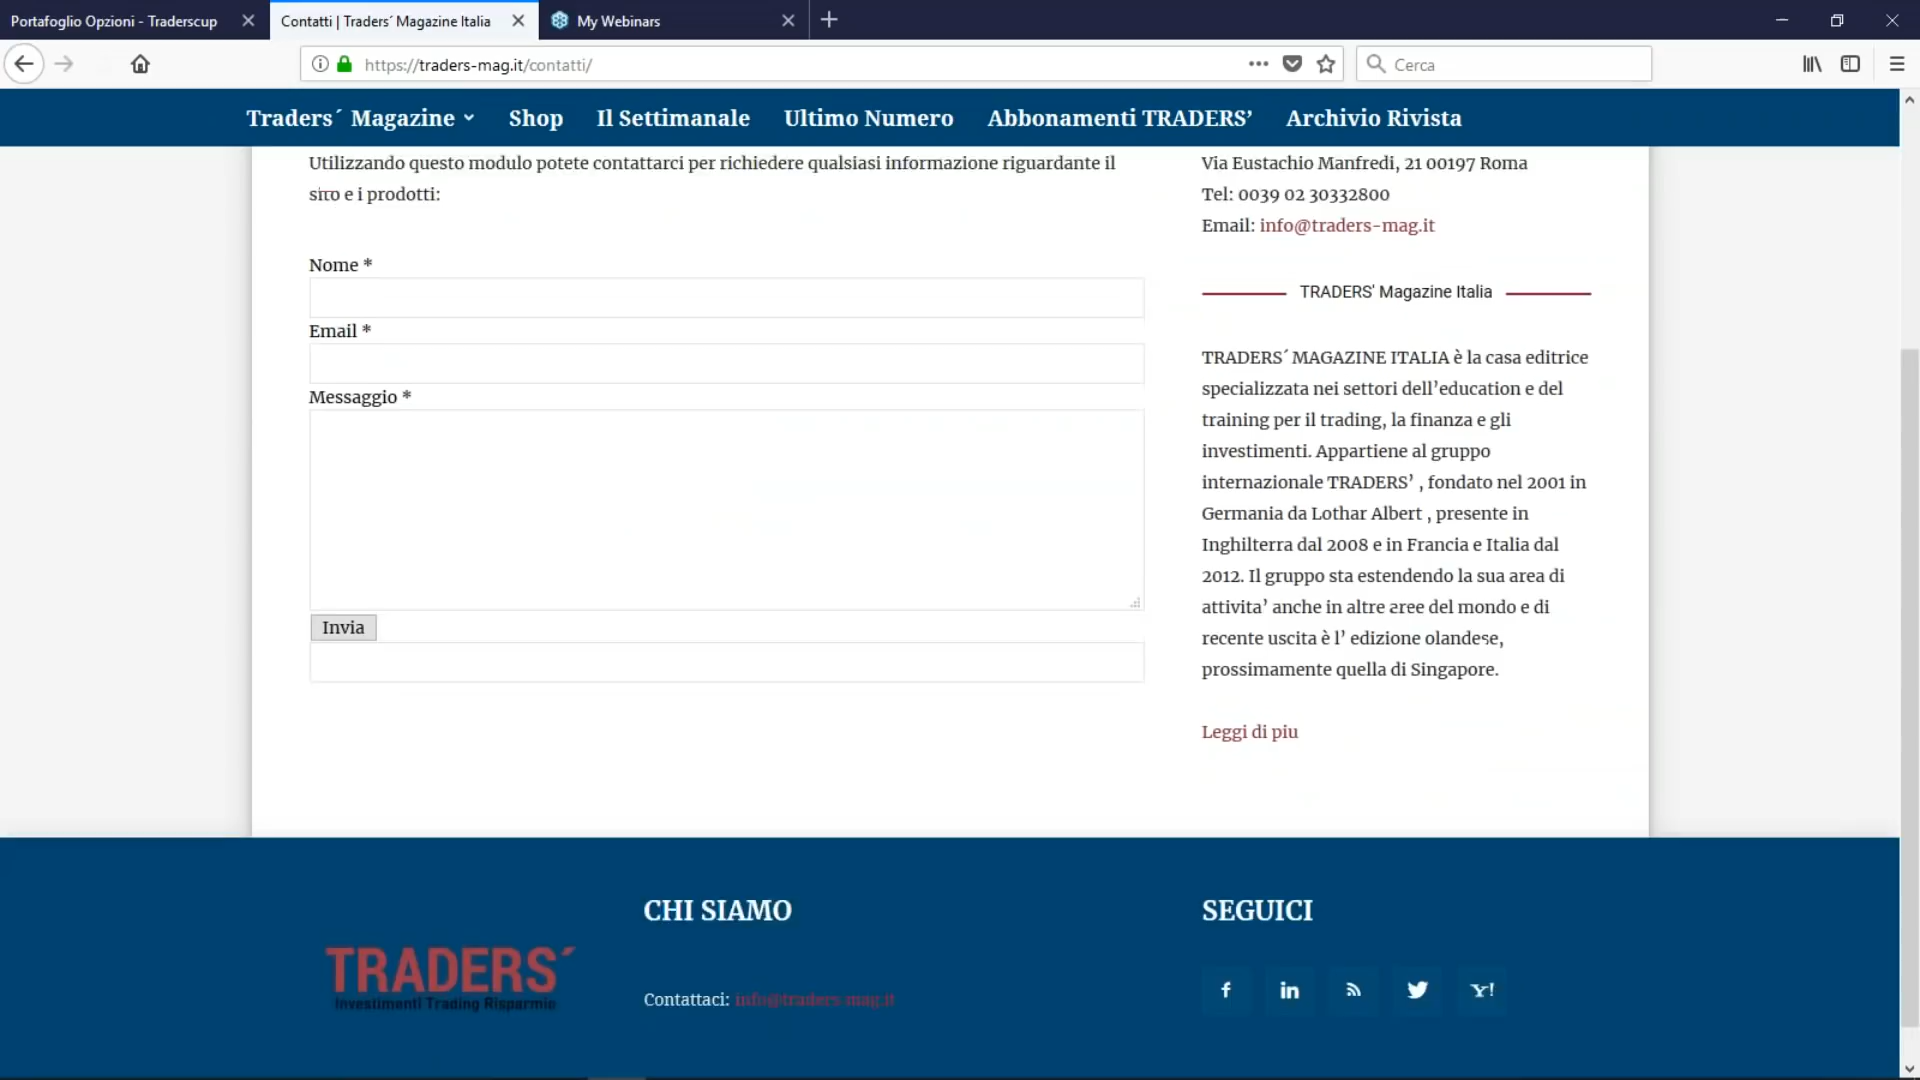 Portafoglio Opzioni - Traderscup
Contatti | Traders´ Magazine Italia
My Webinars
https://traders-mag.it/contatti/
Cerca
Traders´ Magazine
Shop
Il Settimanale
Ultimo Numero
Abbonamenti TRADERS’
Archivio Rivista
Utilizzando questo modulo potete contattarci per richiedere qualsiasi informazione riguardante il
sito e i prodotti:
Nome *
Email *
Messaggio *
Invia
Via Eustachio Manfredi, 21 00197 Roma
Tel: 0039 02 30332800
Email: info@traders-mag.it
TRADERS' Magazine Italia
TRADERS´ MAGAZINE ITALIA è la casa editrice
specializzata nei settori dell’education e del
training per il trading, la finanza e gli
investimenti. Appartiene al gruppo
internazionale TRADERS’ , fondato nel 2001 in
Germania da Lothar Albert , presente in
Inghilterra dal 2008 e in Francia e Italia dal
2012. Il gruppo sta estendendo la sua area di
attivita’ anche in altre aree del mondo e di
recente uscita è l’ edizione olandese,
prossimamente quella di Singapore.
Leggi di piu
TRADERS´
Investimenti Trading Risparmio
CHI SIAMO
Contattaci: info@traders-mag.it
SEGUICI